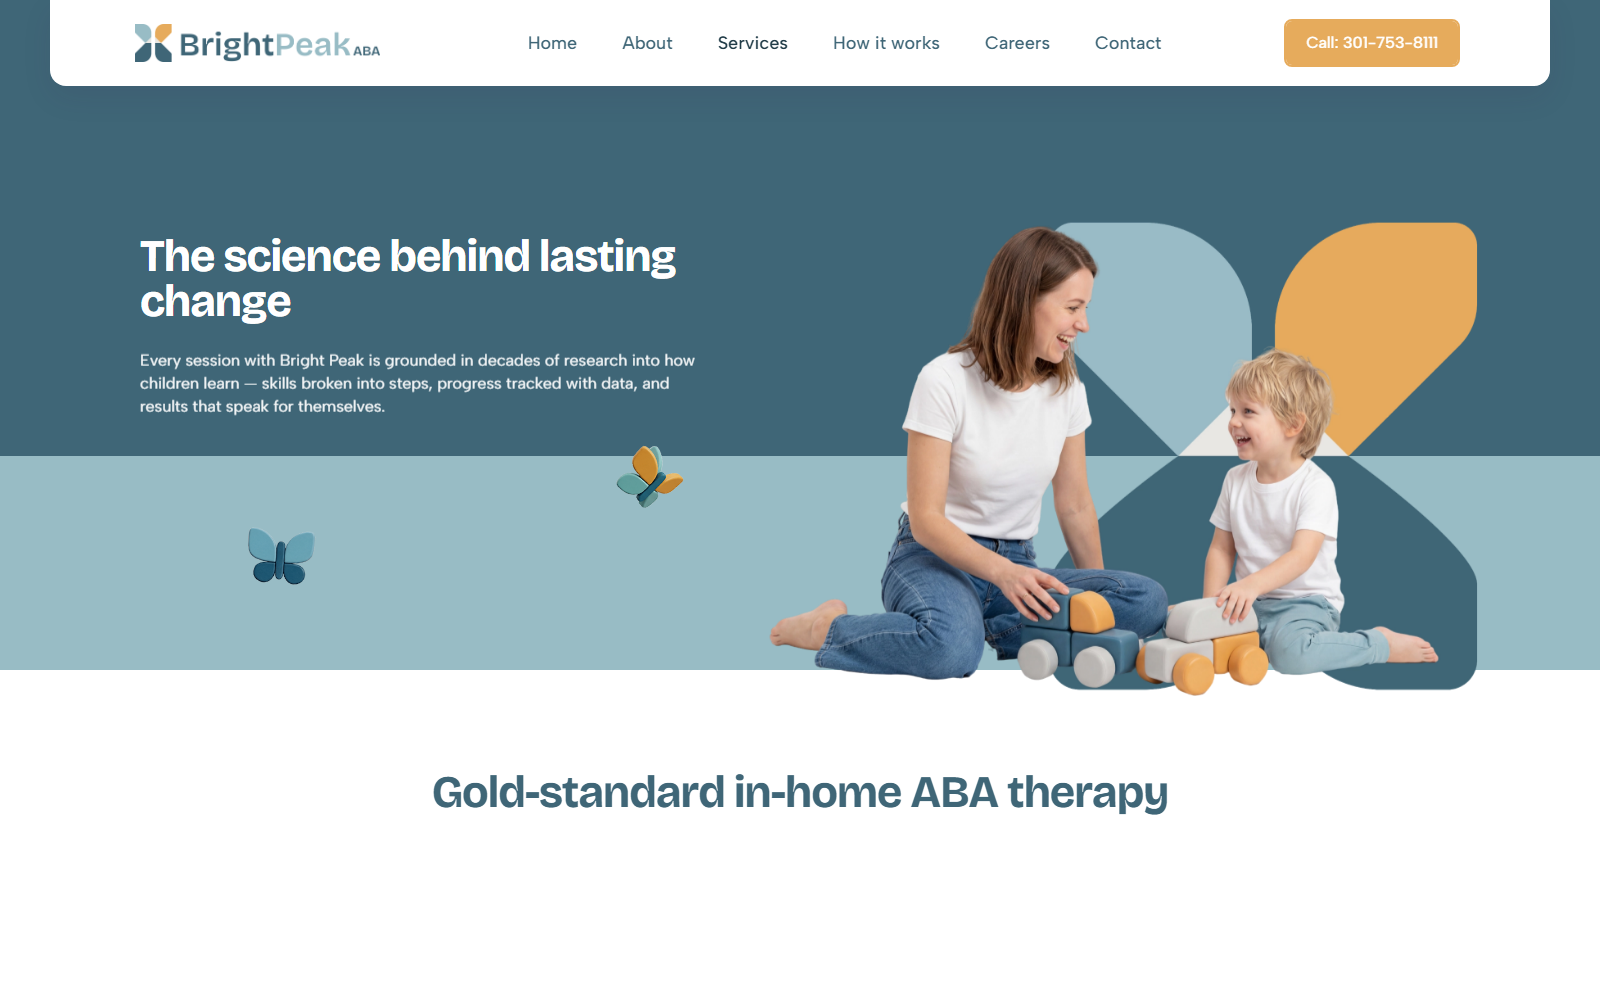 BrightPeak ABA
Home About Services How it works Careers Contact
Call: 301-753-8111
The science behind lasting
change
Every session with Bright Peak is grounded in decades of research into how
children learn — skills broken into steps, progress tracked with data, and
results that speak for themselves.
Gold-standard in-home ABA therapy